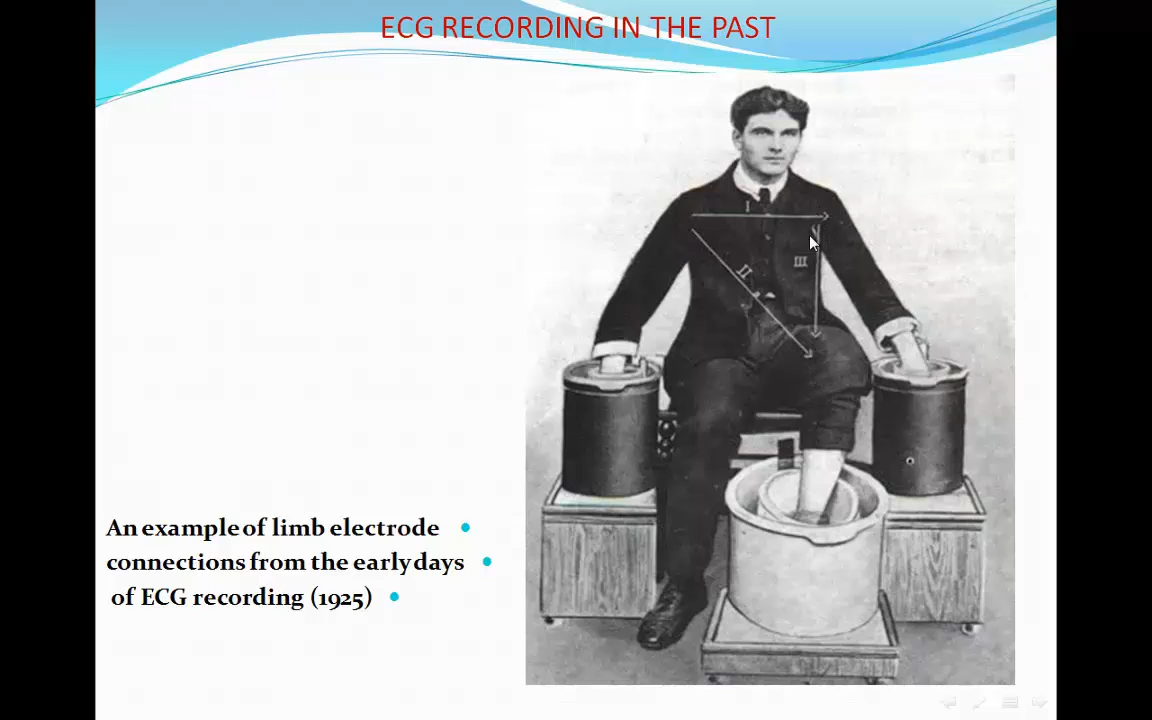 ECG RECORDING IN THE PAST
I
II
III
An example of limb electrode
connections from the early days
of ECG recording (1925)